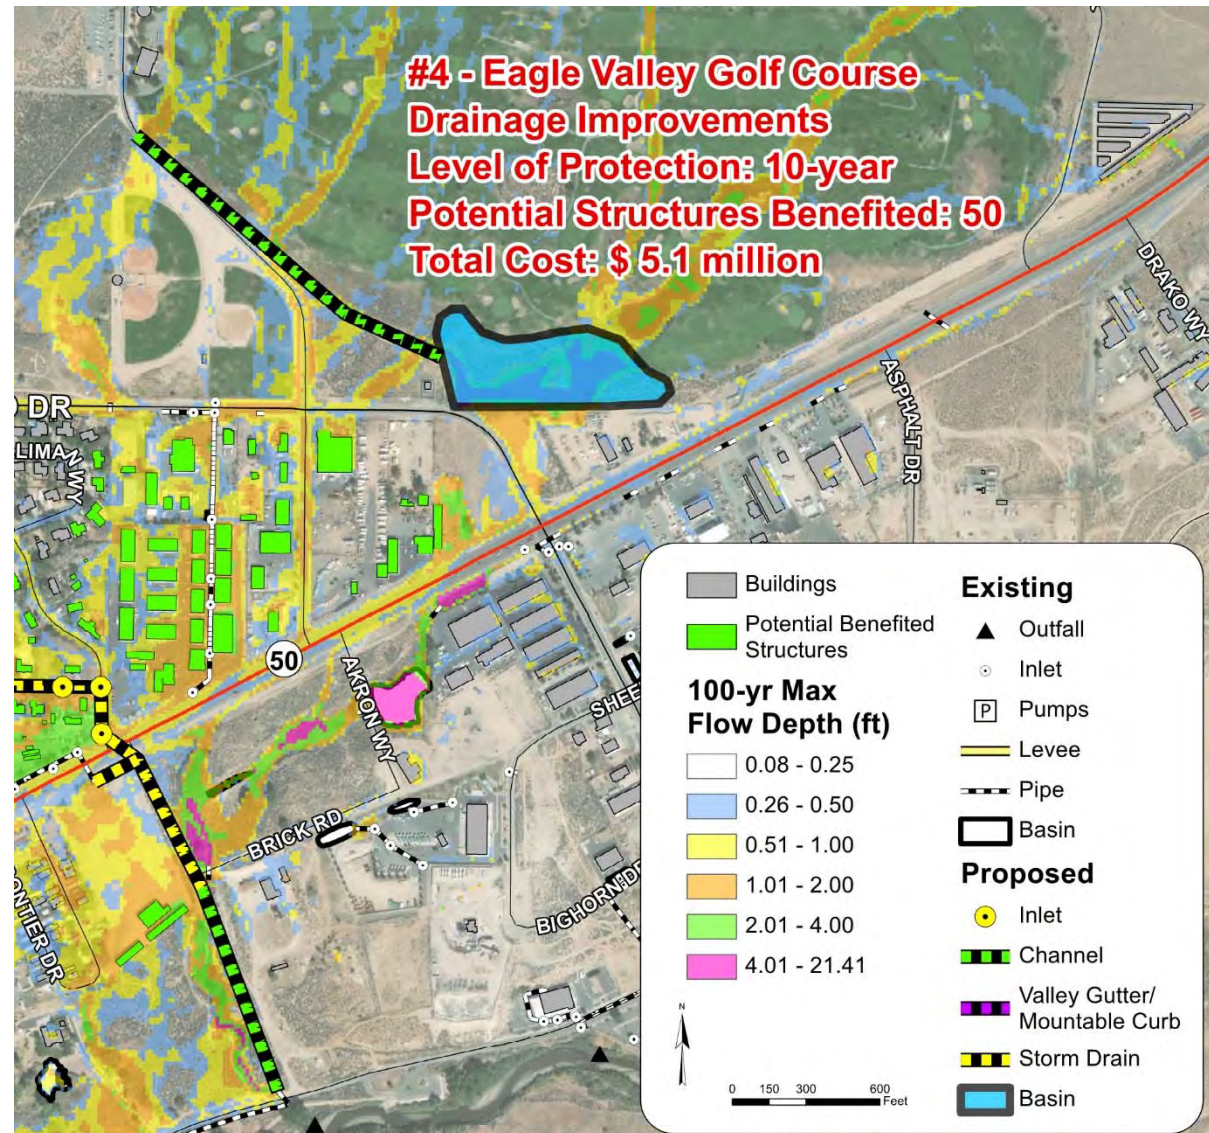 #4 - Eagle Valley Golf Course
Drainage Improvements
Level of Protection: 10-year
Potential Structures Benefited: 50
Total Cost: $ 5.1 million
DRAKO WY
ASPHALT DR
DR
LIMA
N WY
50
AKRON WY
SHEE
BRICK RD
BIGHORN DR
ONTIER DR
Buildings
Potential Benefited
Structures
100-yr Max
Flow Depth (ft)
0.08 - 0.25
0.26 - 0.50
0.51 - 1.00
1.01 - 2.00
2.01 - 4.00
4.01 - 21.41
N
0 150 300 600
Feet
Existing
Outfall
Inlet
P
Pumps
Levee
Pipe
Basin
Proposed
Inlet
Channel
Valley Gutter/
Mountable Curb
Storm Drain
Basin